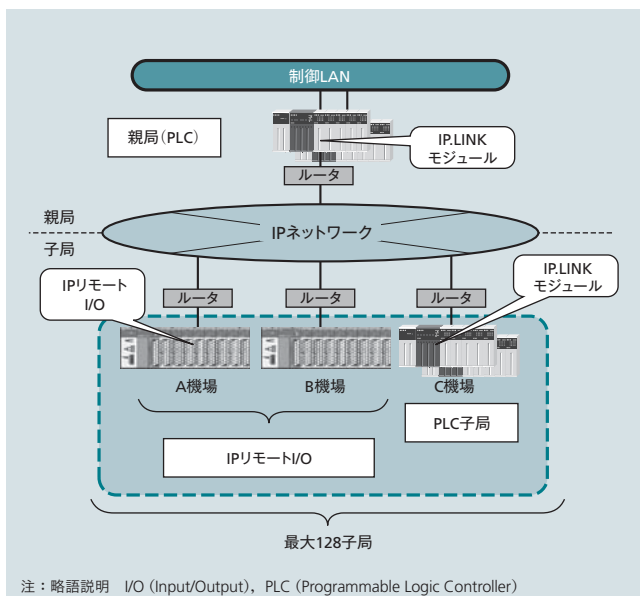 制御LAN
親局(PLC)
IP.LINK
モジュール
ルータ
親局
子局
IPネットワーク
IPリモート
I/O
ルータ
ルータ
ルータ
IP.LINK
モジュール
A機場
B機場
C機場
PLC子局
IPリモートI/O
最大128子局
注：略語説明　I/O（Input/Output），PLC（Programmable Logic Controller）